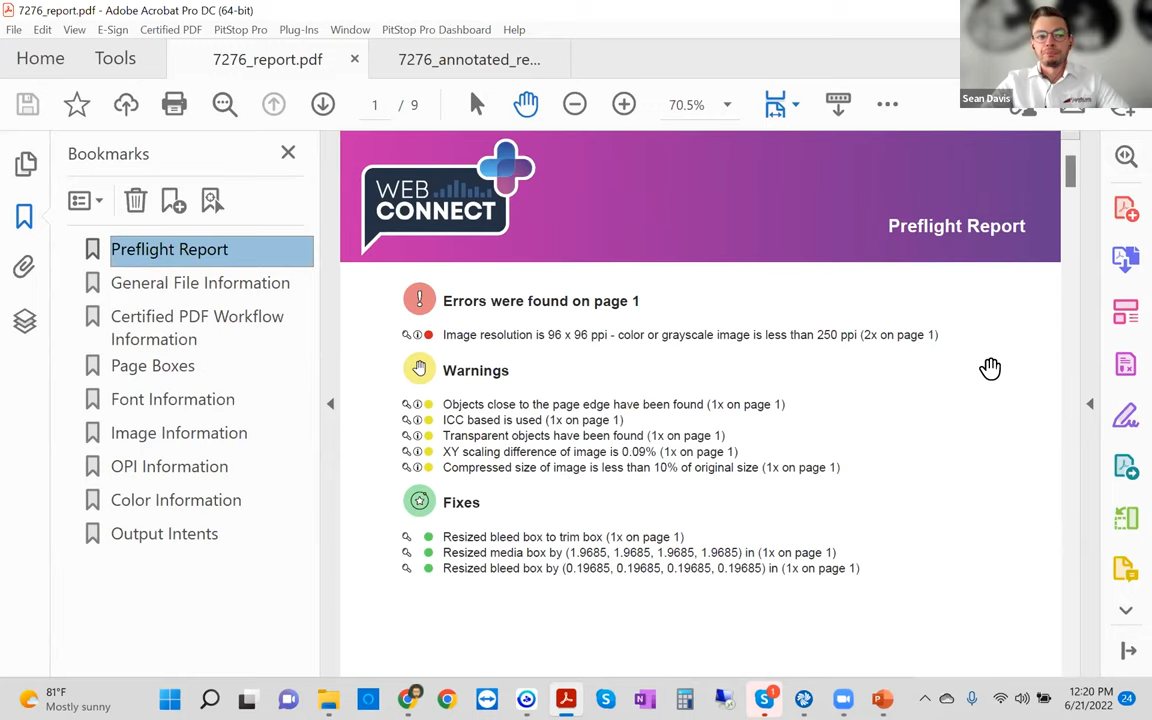 7276_report.pdf - Adobe Acrobat Pro DC (64-bit)
File Edit View E-Sign Certified PDF PitStop Pro Plug-Ins Window PitStop Pro Dashboard Help
Home Tools 7276_report.pdf 7276_annotated_re...
1 / 9 70.5%
Sean Davis
Bookmarks
Preflight Report
General File Information
Certified PDF Workflow
Information
Page Boxes
Font Information
Image Information
OPI Information
Color Information
Output Intents
WEB
CONNECT
Preflight Report
Errors were found on page 1
Image resolution is 96 x 96 ppi - color or grayscale image is less than 250 ppi (2x on page 1)
Warnings
Objects close to the page edge have been found (1x on page 1)
ICC based is used (1x on page 1)
Transparent objects have been found (1x on page 1)
XY scaling difference of image is 0.09% (1x on page 1)
Compressed size of image is less than 10% of original size (1x on page 1)
Fixes
Resized bleed box to trim box (1x on page 1)
Resized media box by (1.9685, 1.9685, 1.9685, 1.9685) in (1x on page 1)
Resized bleed box by (0.19685, 0.19685, 0.19685, 0.19685) in (1x on page 1)
81°F
Mostly sunny
1
12:20 PM
6/21/2022
24